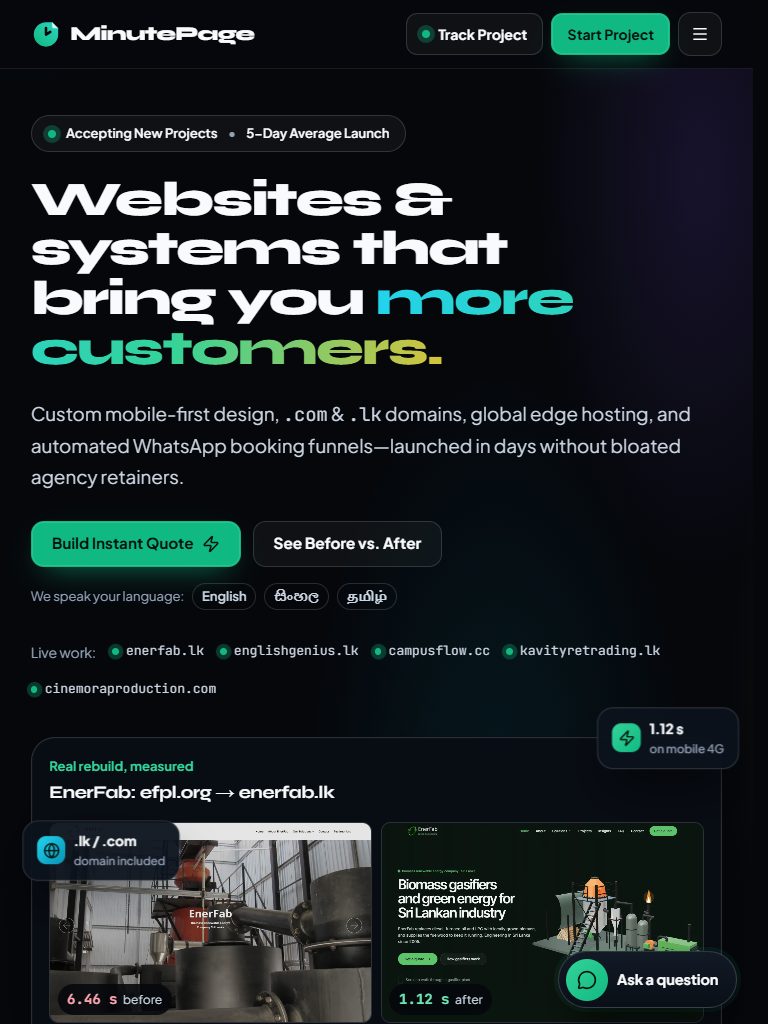 MinutePage
Track Project
Start Project
Accepting New Projects • 5-Day Average Launch
Websites &
systems that
bring you more
customers.
Custom mobile-first design, .com & .lk domains, global edge hosting, and
automated WhatsApp booking funnels—launched in days without bloated
agency retainers.
Build Instant Quote
See Before vs. After
We speak your language: English සිංහල தமிழ்
Live work: enerfab.lk englishgenius.lk campusflow.cc kavityretrading.lk
cinemoraproduction.com
1.12 s
on mobile 4G
Real rebuild, measured
EnerFab: efpl.org → enerfab.lk
.lk / .com
domain included
EnerFab
6.46 s before
EnerFab
Biomass gasifiers
and green energy for
Sri Lankan industry
1.12 s after
Ask a question